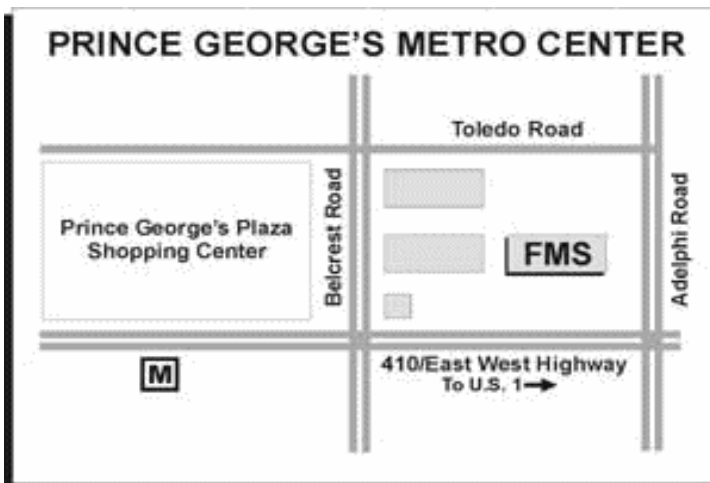 PRINCE GEORGE'S METRO CENTER
Toledo Road
Prince George's Plaza
Shopping Center
Belcrest Road
FMS
Adelphi Road
M
410/East West Highway
To U.S. 1